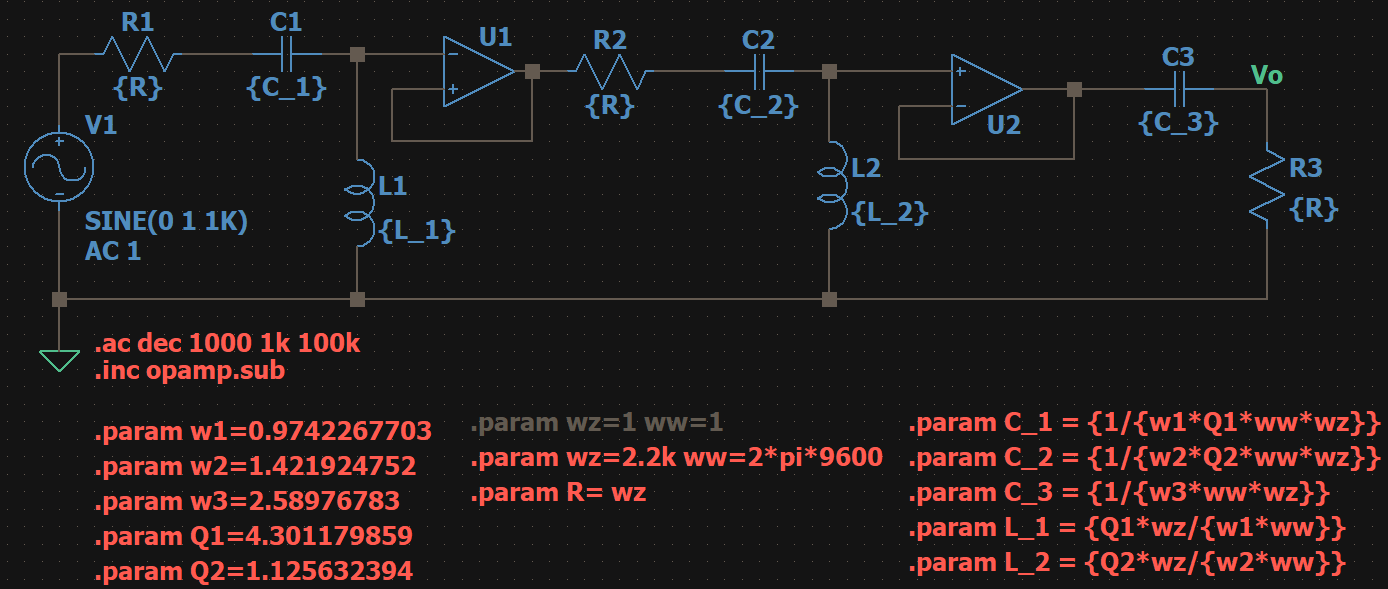 R1
C1
U1
R2
C2
C3
Vo
{R}
{C_1}
{R}
{C_2}
{C_3}
V1
U2
L1
L2
R3
{L_1}
{L_2}
{R}
SINE(0 1 1K)
AC 1
.ac dec 1000 1k 100k
.inc opamp.sub
.param w1=0.9742267703
.param w2=1.421924752
.param w3=2.58976783
.param Q1=4.301179859
.param Q2=1.125632394
.param wz=1 ww=1
.param wz=2.2k ww=2*pi*9600
.param R= wz
.param C_1 = {1/{w1*Q1*ww*wz}}
.param C_2 = {1/{w2*Q2*ww*wz}}
.param C_3 = {1/{w3*ww*wz}}
.param L_1 = {Q1*wz/{w1*ww}}
.param L_2 = {Q2*wz/{w2*ww}}